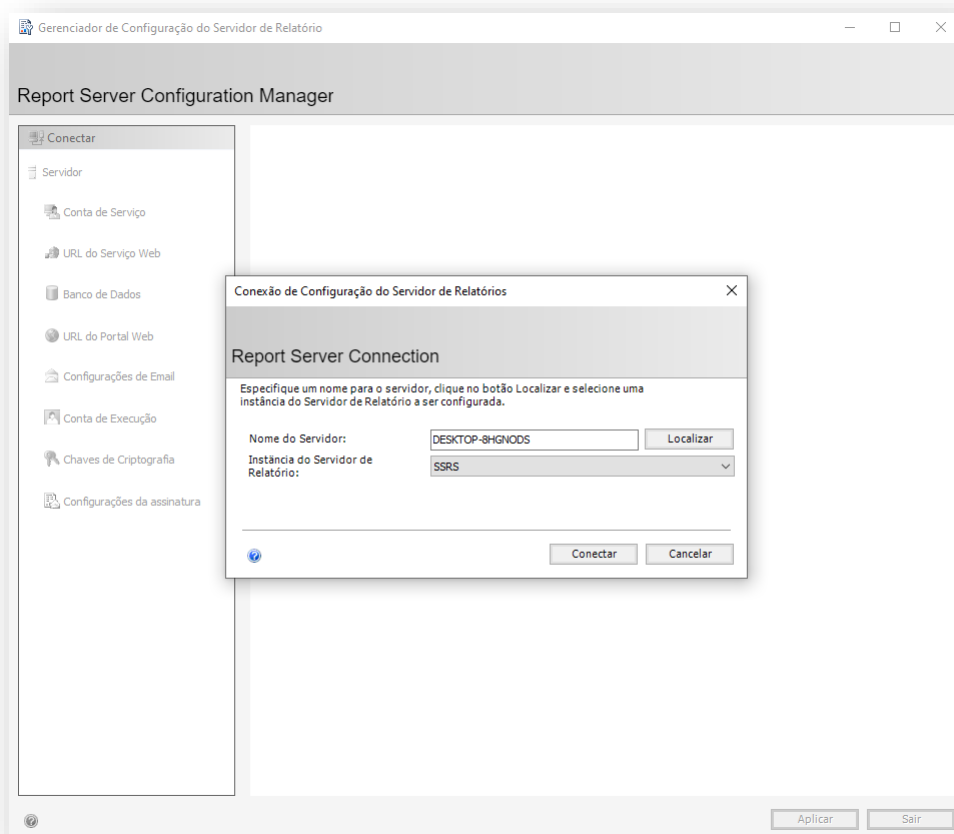 Gerenciador de Configuração do Servidor de Relatório
Report Server Configuration Manager
Conectar
Servidor
Conta de Serviço
URL do Serviço Web
Banco de Dados
URL do Portal Web
Configurações de Email
Conta de Execução
Chaves de Criptografia
Configurações da assinatura
Conexão de Configuração do Servidor de Relatórios
Report Server Connection
Especifique um nome para o servidor, clique no botão Localizar e selecione uma
instância do Servidor de Relatório a ser configurada.
Nome do Servidor:
DESKTOP-8HGNODS
Localizar
Instância do Servidor de
Relatório:
SSRS
Conectar
Cancelar
Aplicar
Sair